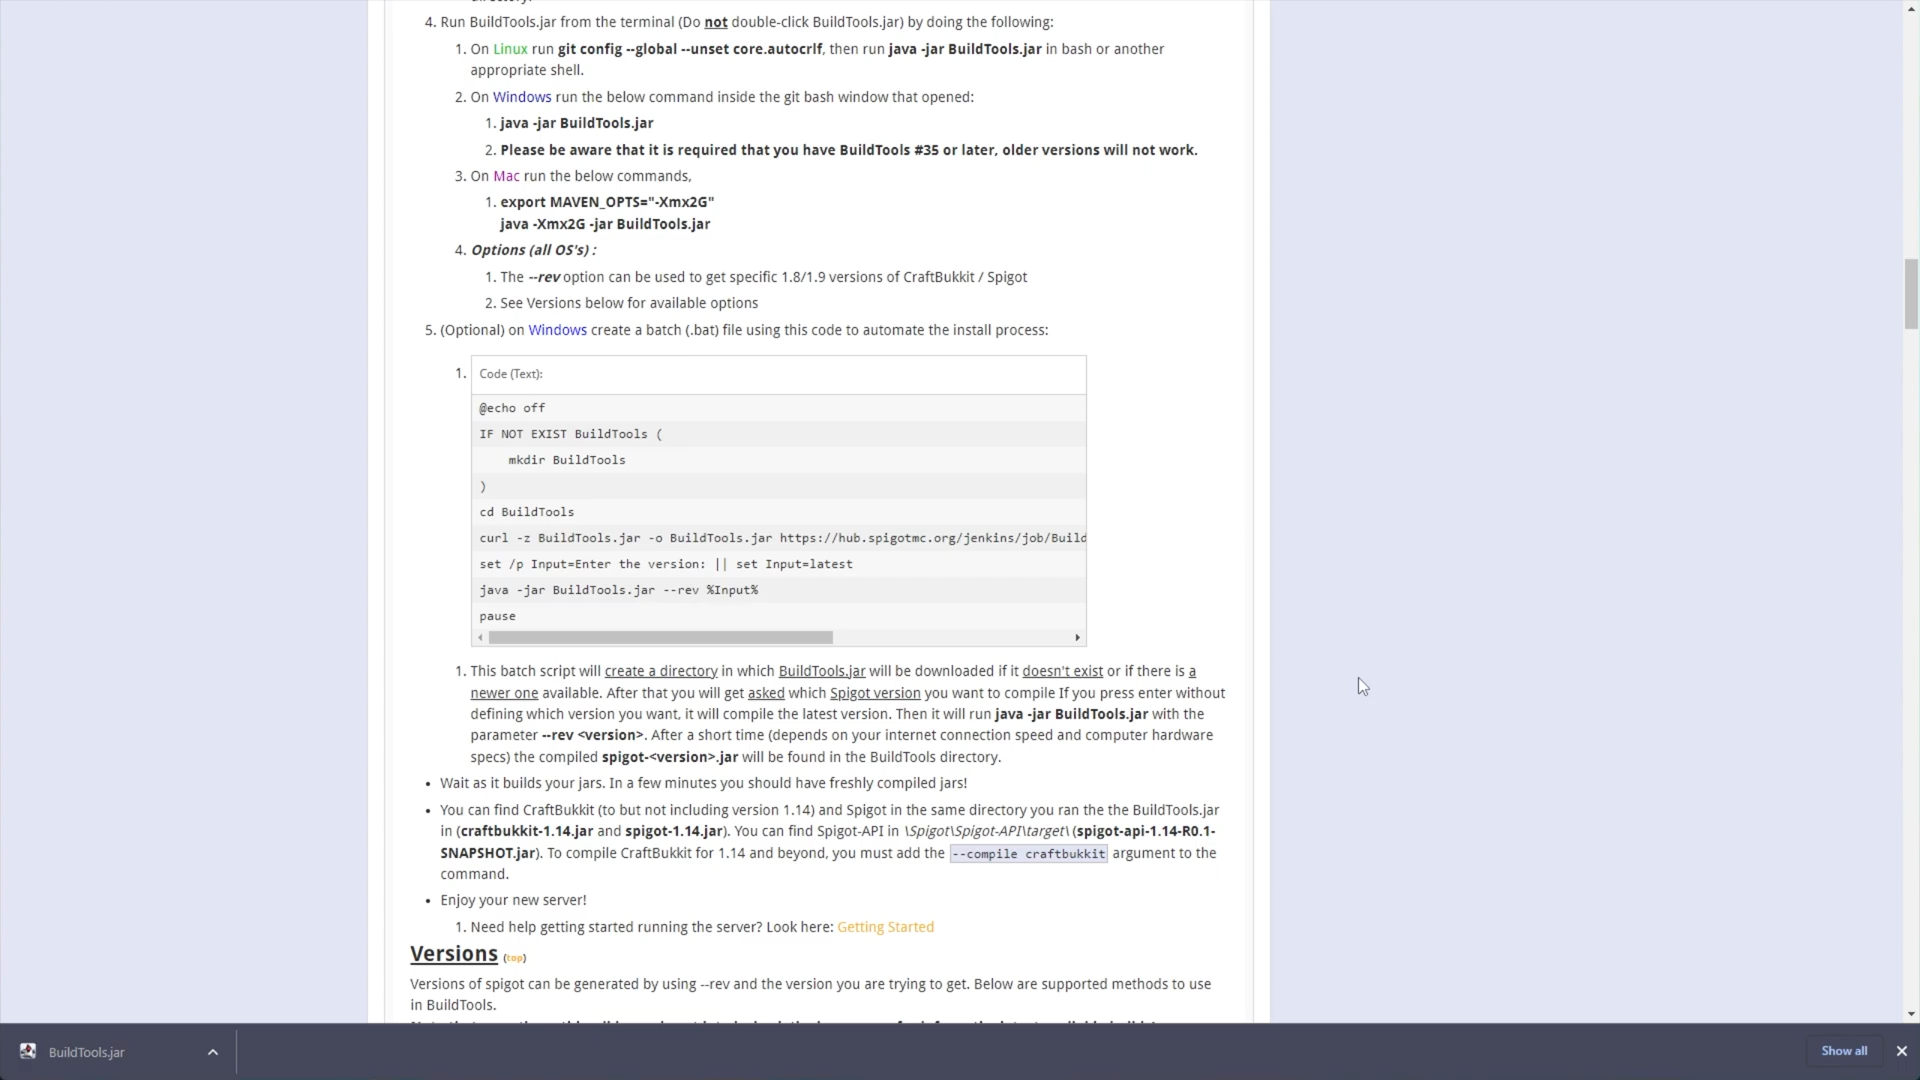 4. Run BuildTools.jar from the terminal (Do not double-click BuildTools.jar) by doing the following:
1. On Linux run git config --global --unset core.autocrlf, then run java -jar BuildTools.jar in bash or another
appropriate shell.
2. On Windows run the below command inside the git bash window that opened:
1. java -jar BuildTools.jar
2. Please be aware that it is required that you have BuildTools #35 or later, older versions will not work.
3. On Mac run the below commands,
1. export MAVEN_OPTS="-Xmx2G"
java -Xmx2G -jar BuildTools.jar
4. Options (all OS's) :
1. The --rev option can be used to get specific 1.8/1.9 versions of CraftBukkit / Spigot
2. See Versions below for available options
5. (Optional) on Windows create a batch (.bat) file using this code to automate the install process:
1. Code (Text):
@echo off
IF NOT EXIST BuildTools (
mkdir BuildTools
)
cd BuildTools
curl -z BuildTools.jar -o BuildTools.jar https://hub.spigotmc.org/jenkins/job/Build
set /p Input=Enter the version: || set Input=latest
java -jar BuildTools.jar --rev %Input%
pause
1. This batch script will create a directory in which BuildTools.jar will be downloaded if it doesn't exist or if there is a
newer one available. After that you will get asked which Spigot version you want to compile If you press enter without
defining which version you want, it will compile the latest version. Then it will run java -jar BuildTools.jar with the
parameter --rev <version>. After a short time (depends on your internet connection speed and computer hardware
specs) the compiled spigot-<version>.jar will be found in the BuildTools directory.
• Wait as it builds your jars. In a few minutes you should have freshly compiled jars!
• You can find CraftBukkit (to but not including version 1.14) and Spigot in the same directory you ran the the BuildTools.jar
in (craftbukkit-1.14.jar and spigot-1.14.jar). You can find Spigot-API in \Spigot\Spigot-API\target\ (spigot-api-1.14-R0.1-
SNAPSHOT.jar). To compile CraftBukkit for 1.14 and beyond, you must add the --compile craftbukkit argument to the
command.
• Enjoy your new server!
1. Need help getting started running the server? Look here: Getting Started
Versions (top)
Versions of spigot can be generated by using --rev and the version you are trying to get. Below are supported methods to use
in BuildTools.
BuildTools.jar
Show all